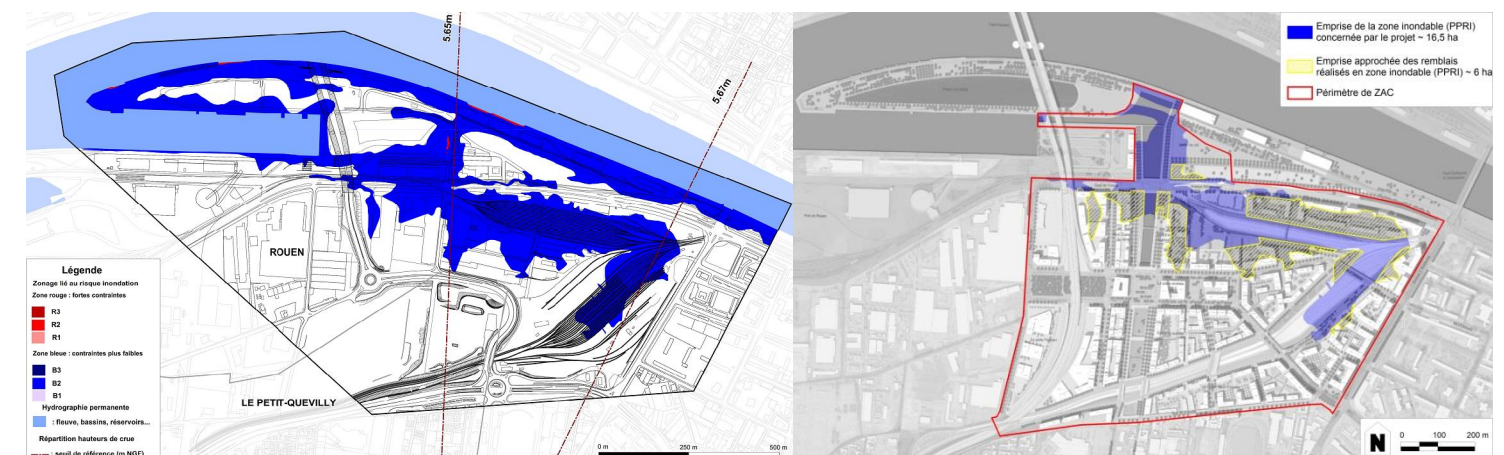 5.65m
5.67m
ROUEN
LE PETIT-QUEVILLY
Légende
Zonage lié au risque inondation
Zone rouge : fortes contraintes
R3
R2
R1
Zone bleue : contraintes plus faibles
B3
B2
B1
Hydrographie permanente
: fleuve, bassins, réservoirs...
Répartition hauteurs de crue
: seuil de référence (m NGF)
0 m 250 m 500 m
Emprise de la zone inondable (PPRI)
concernée par le projet ~ 16,5 ha
Emprise approchée des remblais
réalisés en zone inondable (PPRI) ~ 6 ha
Périmètre de ZAC
N
0 100 200 m